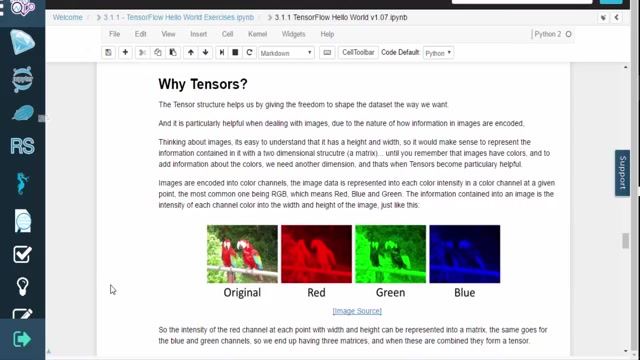 Welcome
3.1.1 - TensorFlow Hello World Exercises.ipynb
3.1.1 TensorFlow Hello World v1.07.ipynb
File Edit View Insert Cell Kernel Widgets Help
Python 2
Markdown CellToolbar Code Default: Python
Why Tensors?
The Tensor structure helps us by giving the freedom to shape the dataset the way we want.
And it is particularly helpful when dealing with images, due to the nature of how information in images are encoded,
Thinking about images, its easy to understand that it has a height and width, so it would make sense to represent the
information contained in it with a two dimensional strucutre (a matrix)... until you remember that images have colors, and to
add information about the colors, we need another dimension, and thats when Tensors become particulary helpful.
Images are encoded into color channels, the image data is represented into each color intensity in a color channel at a given
point, the most common one being RGB, which means Red, Blue and Green. The information contained into an image is the
intensity of each channel color into the width and height of the image, just like this:
Original Red Green Blue
[Image Source]
So the intensity of the red channel at each point with width and height can be represented into a matrix, the same goes for
the blue and green channels, so we end up having three matrices, and when these are combined they form a tensor.
RS
Support